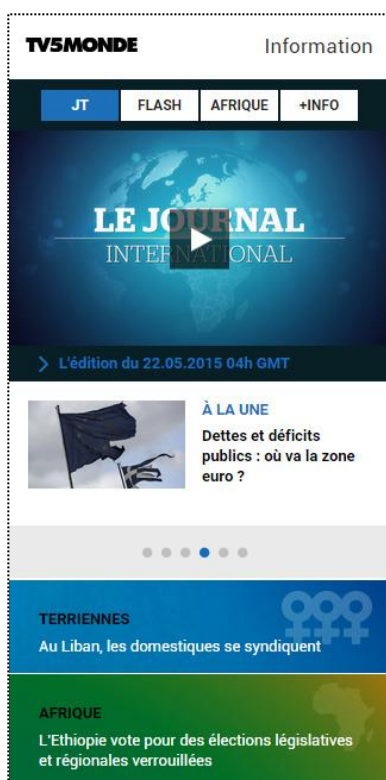 TV5MONDE
Information
JT
FLASH
AFRIQUE
+INFO
LE JOURNAL
INTERNATIONAL
L'édition du 22.05.2015 04h GMT
À LA UNE
Dettes et déficits
publics : où va la zone
euro ?
TERRIENNES
Au Liban, les domestiques se syndiquent
AFRIQUE
L'Ethiopie vote pour des élections législatives
et régionales verrouillées